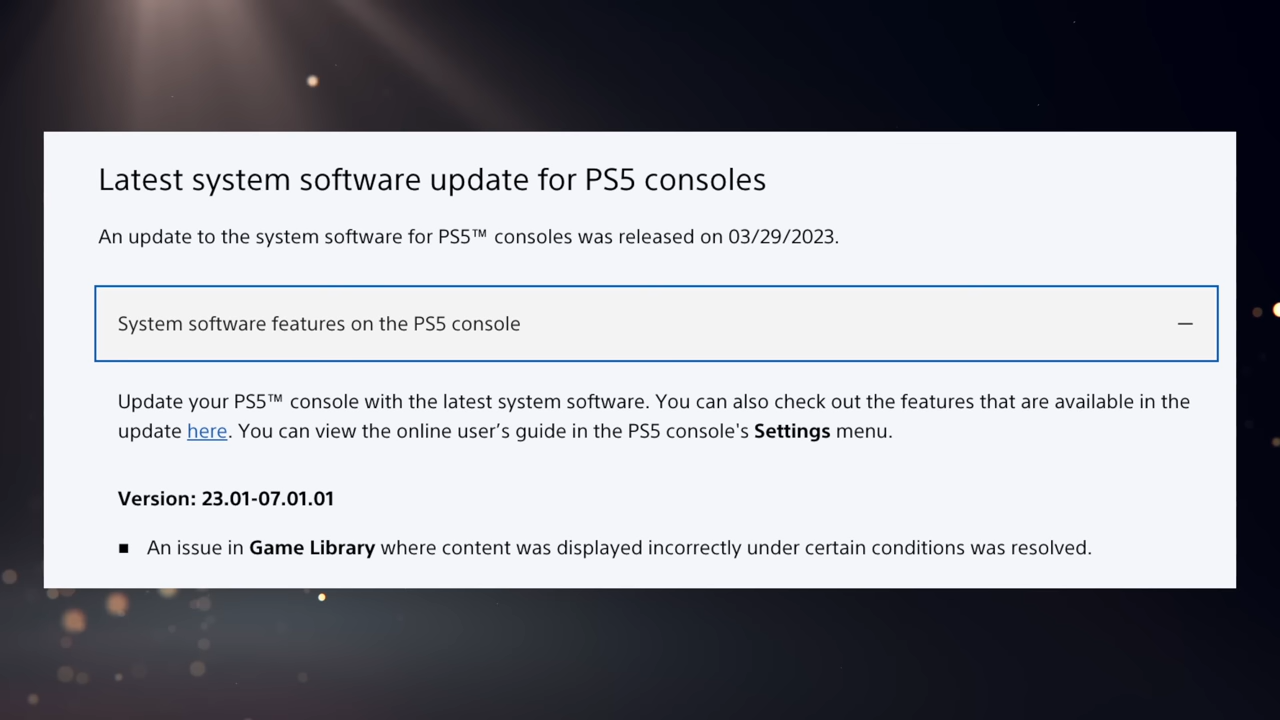 Latest system software update for PS5 consoles
An update to the system software for PS5™ consoles was released on 03/29/2023.
System software features on the PS5 console
Update your PS5™ console with the latest system software. You can also check out the features that are available in the
update here. You can view the online user’s guide in the PS5 console's Settings menu.
Version: 23.01-07.01.01
■ An issue in Game Library where content was displayed incorrectly under certain conditions was resolved.